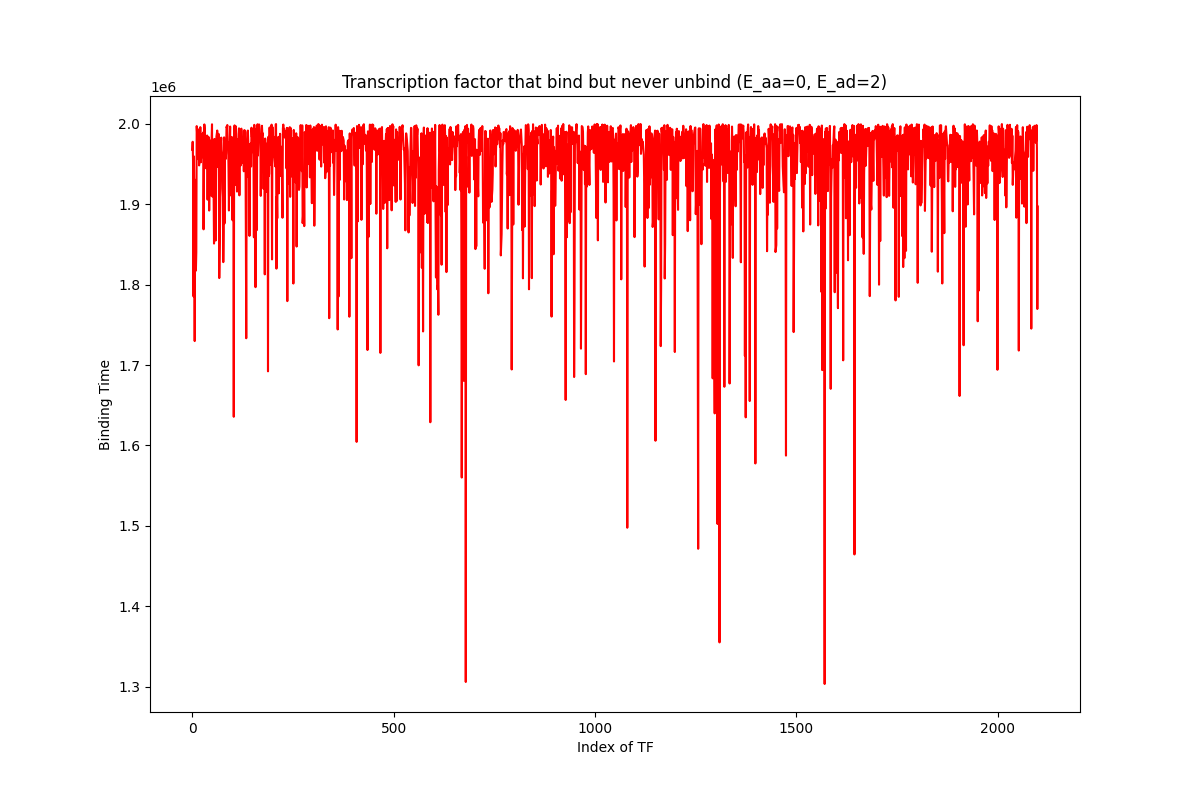 Transcription factor that bind but never unbind (E_aa=0, E_ad=2)
1e6
2.0
1.9
1.8
1.7
1.6
1.5
1.4
1.3
Binding Time
0 500 1000 1500 2000
Index of TF